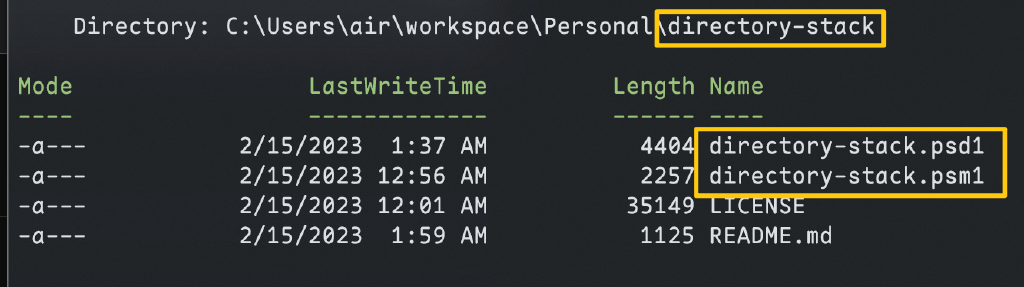 Directory: C:\Users\air\workspace\Personal\directory-stack
Mode LastWriteTime Length Name
---- ------------- ------ ----
-a--- 2/15/2023 1:37 AM 4404 directory-stack.psd1
-a--- 2/15/2023 12:56 AM 2257 directory-stack.psm1
-a--- 2/15/2023 12:01 AM 35149 LICENSE
-a--- 2/15/2023 1:59 AM 1125 README.md